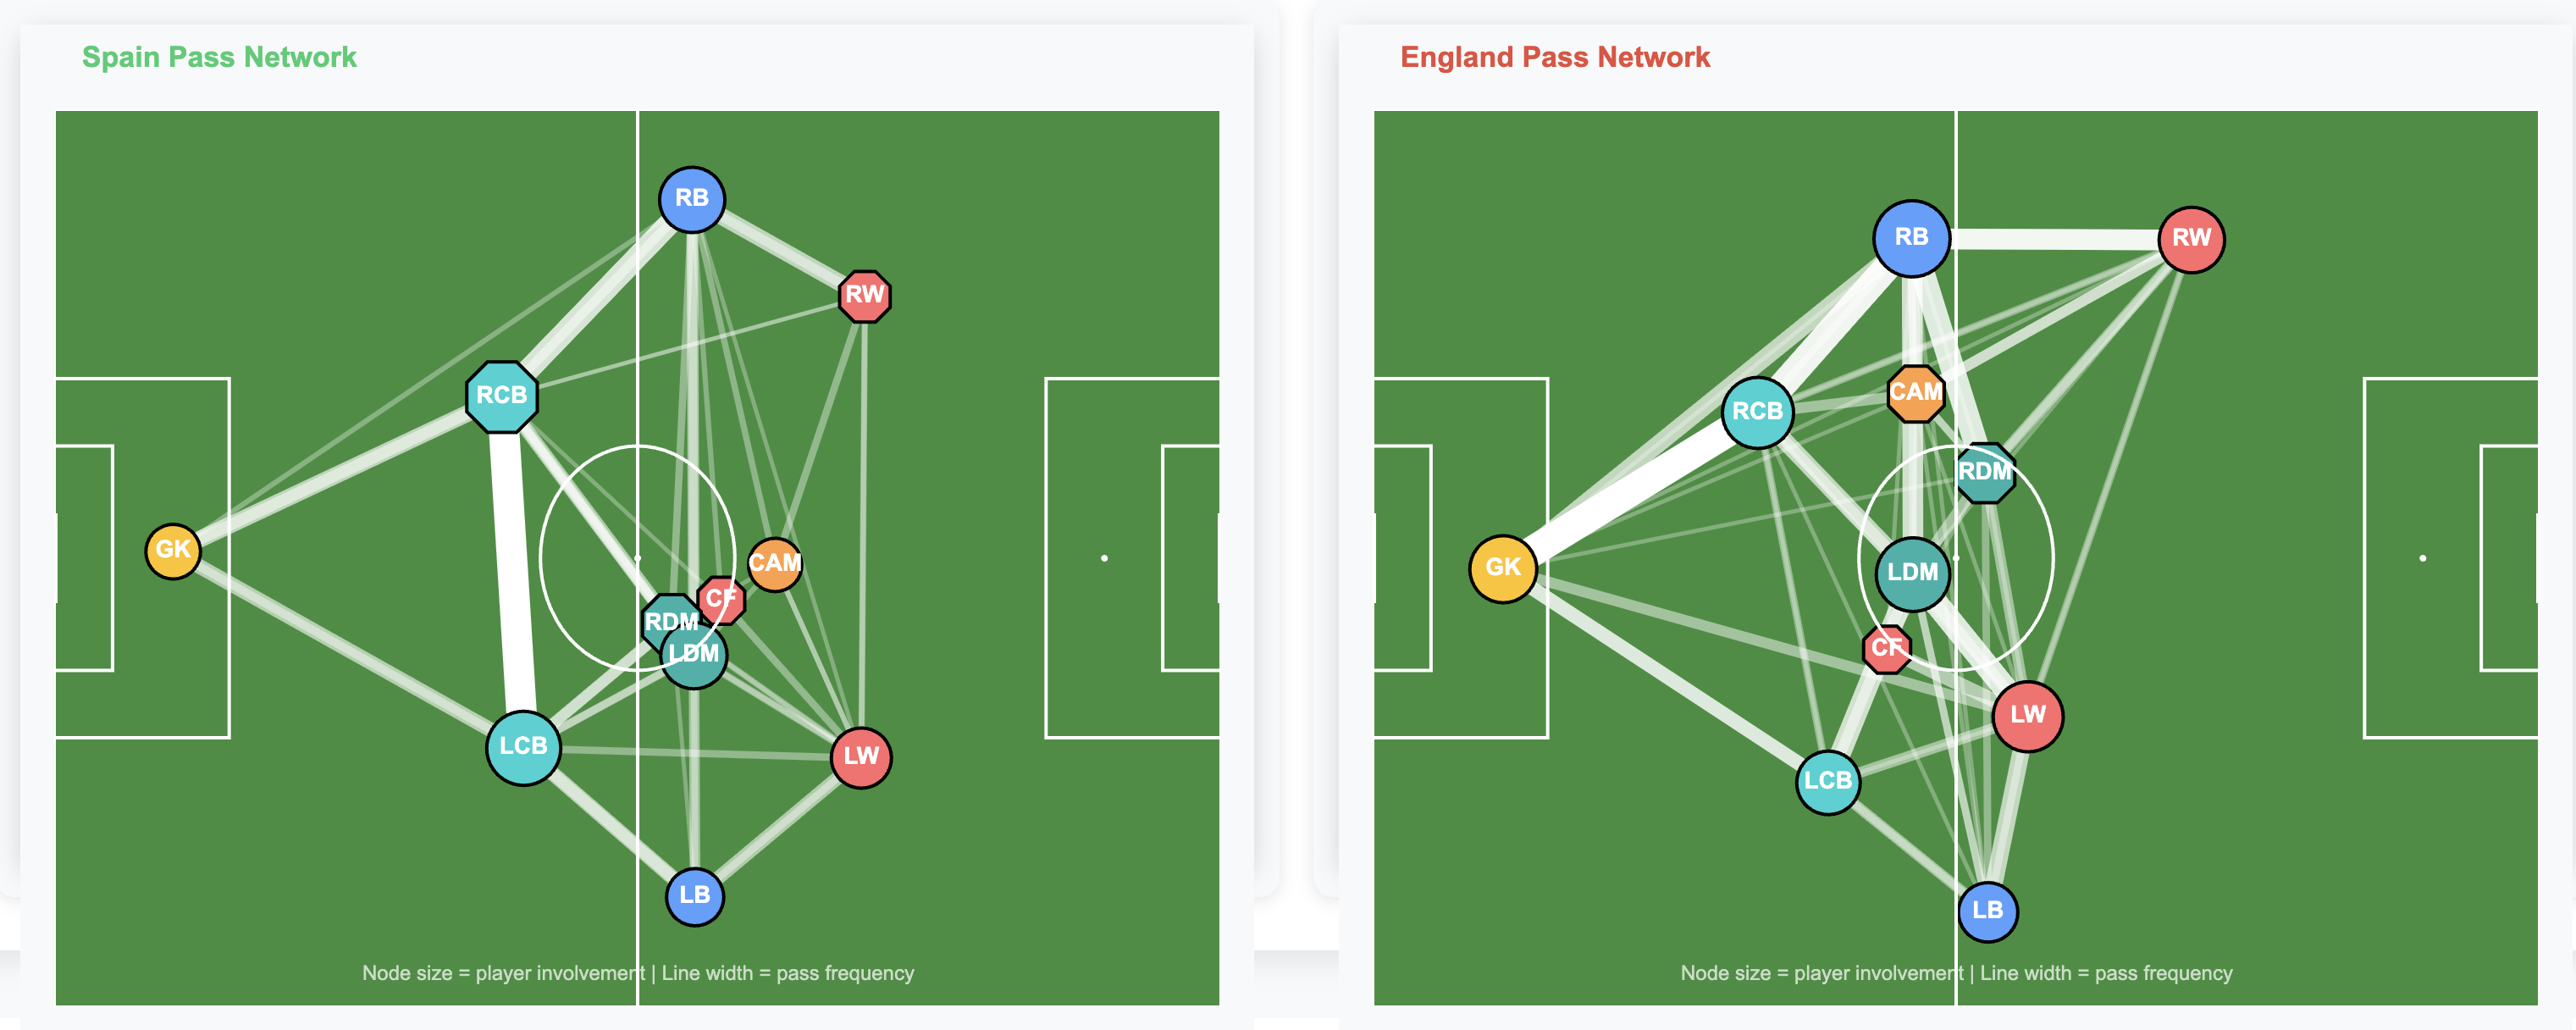 Spain Pass Network
RB
RW
RCB
GK
CAM
CF
RDM
LDM
LCB
LW
LB
Node size = player involvement | Line width = pass frequency
England Pass Network
RB
RW
CAM
RCB
RDM
GK
LDM
CF
LW
LCB
LB
Node size = player involvement | Line width = pass frequency